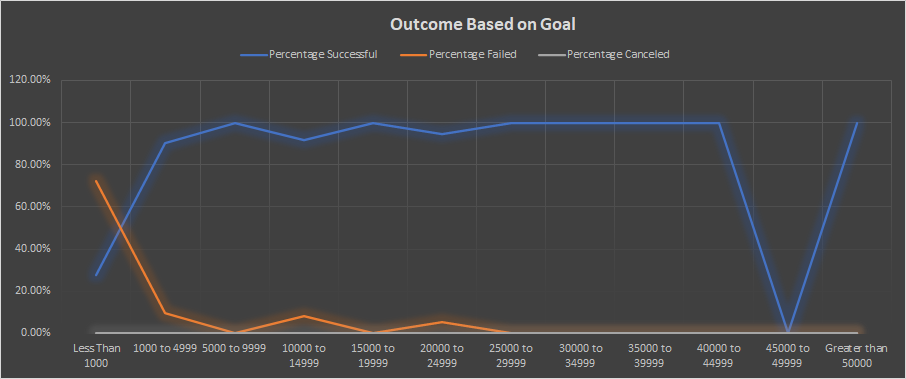 Outcome Based on Goal
Percentage Successful Percentage Failed Percentage Canceled
120.00%
100.00%
80.00%
60.00%
40.00%
20.00%
0.00%
Less Than 1000 to 4999 5000 to 9999 10000 to 15000 to 20000 to 25000 to 30000 to 35000 to 40000 to 45000 to Greater than
1000 14999 19999 24999 29999 34999 39999 44999 49999 50000